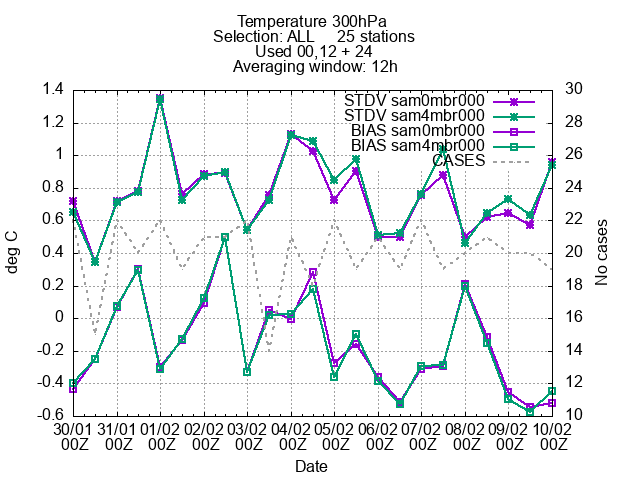 Temperature 300hPa
Selection: ALL 25 stations
Used 00,12 + 24
Averaging window: 12h
STDV sam0mbr000
STDV sam4mbr000
BIAS sam0mbr000
BIAS sam4mbr000
CASES
deg C
1.4
1.2
1
0.8
0.6
0.4
0.2
0
-0.2
-0.4
-0.6
No cases
30
28
26
24
22
20
18
16
14
12
10
30/01 31/01 01/02 02/02 03/02 04/02 05/02 06/02 07/02 08/02 09/02 10/02
00Z 00Z 00Z 00Z 00Z 00Z 00Z 00Z 00Z 00Z 00Z 00Z
Date